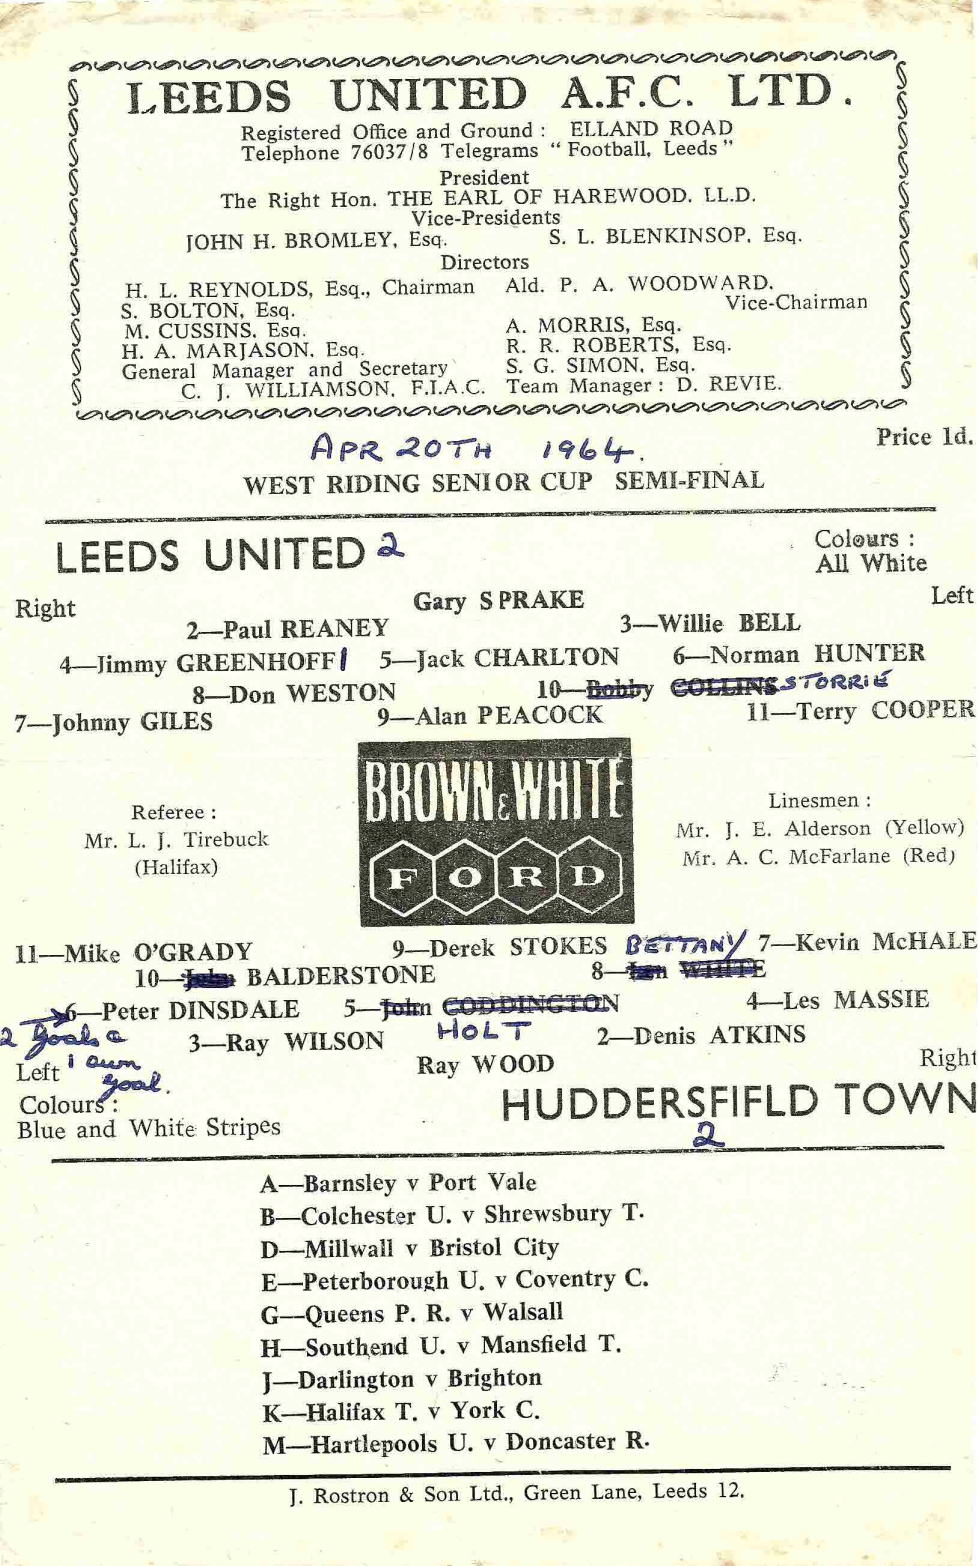 LEEDS UNITED A.F.C. LTD.
Registered Office and Ground : ELLAND ROAD
Telephone 76037/8 Telegrams “ Football, Leeds ”
President
The Right Hon. THE EARL OF HAREWOOD. LL.D.
Vice-Presidents
JOHN H. BROMLEY, Esq. S. L. BLENKINSOP, Esq.
Directors
H. L. REYNOLDS, Esq., Chairman Ald. P. A. WOODWARD.
Vice-Chairman
S. BOLTON, Esq.
M. CUSSINS, Esq. A. MORRIS, Esq.
H. A. MARJASON, Esq. R. R. ROBERTS, Esq.
General Manager and Secretary S. G. SIMON, Esq.
C. J. WILLIAMSON, F.I.A.C. Team Manager : D. REVIE.
APR 20TH 1964.
Price 1d.
WEST RIDING SENIOR CUP SEMI-FINAL
LEEDS UNITED 2
Colours :
All White
Right Gary SPRAKE Left
2—Paul REANEY 3—Willie BELL
4—Jimmy GREENHOFF 1 5—Jack CHARLTON 6—Norman HUNTER
8—Don WESTON 10—Bobby COLLINS STORRIE
7—Johnny GILES 9—Alan PEACOCK 11—Terry COOPER
BROWN & WHITE
FORD
Referee :
Mr. L. J. Tirebuck
(Halifax)
Linesmen :
Mr. J. E. Alderson (Yellow)
Mr. A. C. McFarlane (Red)
11—Mike O'GRADY 9—Derek STOKES BETTANY 7—Kevin McHALE
10—John BALDERSTONE 8—Len WHITE
6—Peter DINSDALE 5—John CODDINGTON 4—Les MASSIE
2 goals &
3—Ray WILSON HOLT 2—Denis ATKINS
Left 1 own goal. Ray WOOD Right
Colours :
Blue and White Stripes
HUDDERSFIFLD TOWN
2
A—Barnsley v Port Vale
B—Colchester U. v Shrewsbury T.
D—Millwall v Bristol City
E—Peterborough U. v Coventry C.
G—Queens P. R. v Walsall
H—Southend U. v Mansfield T.
J—Darlington v Brighton
K—Halifax T. v York C.
M—Hartlepools U. v Doncaster R.
J. Rostron & Son Ltd., Green Lane, Leeds 12.